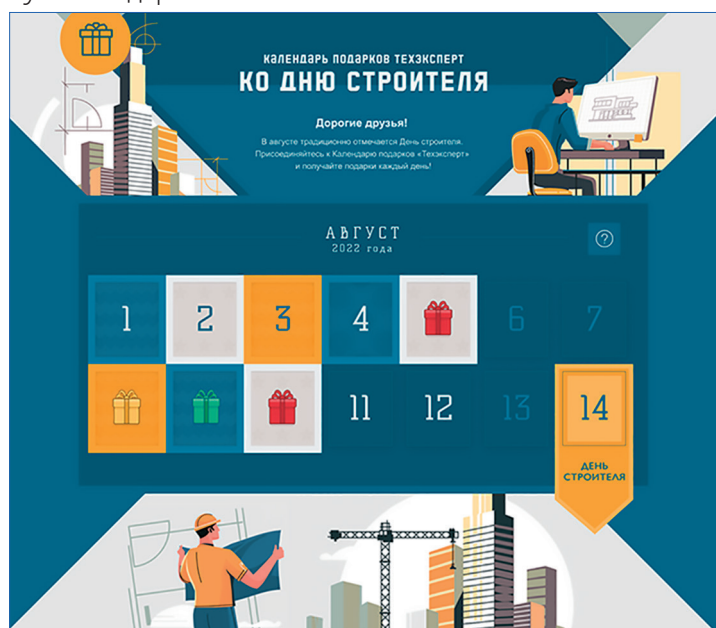 КАЛЕНДАРЬ ПОДАРКОВ ТЕХЭКСПЕРТ
КО ДНЮ СТРОИТЕЛЯ
Дорогие друзья!
В августе традиционно отмечается День строителя.
Присоединяйтесь к Календарю подарков «Техэксперт»
и получайте подарки каждый день!
АВГУСТ
2022 года
?
1 2 3 4 6 7
11 12 13 14
ДЕНЬ
СТРОИТЕЛЯ